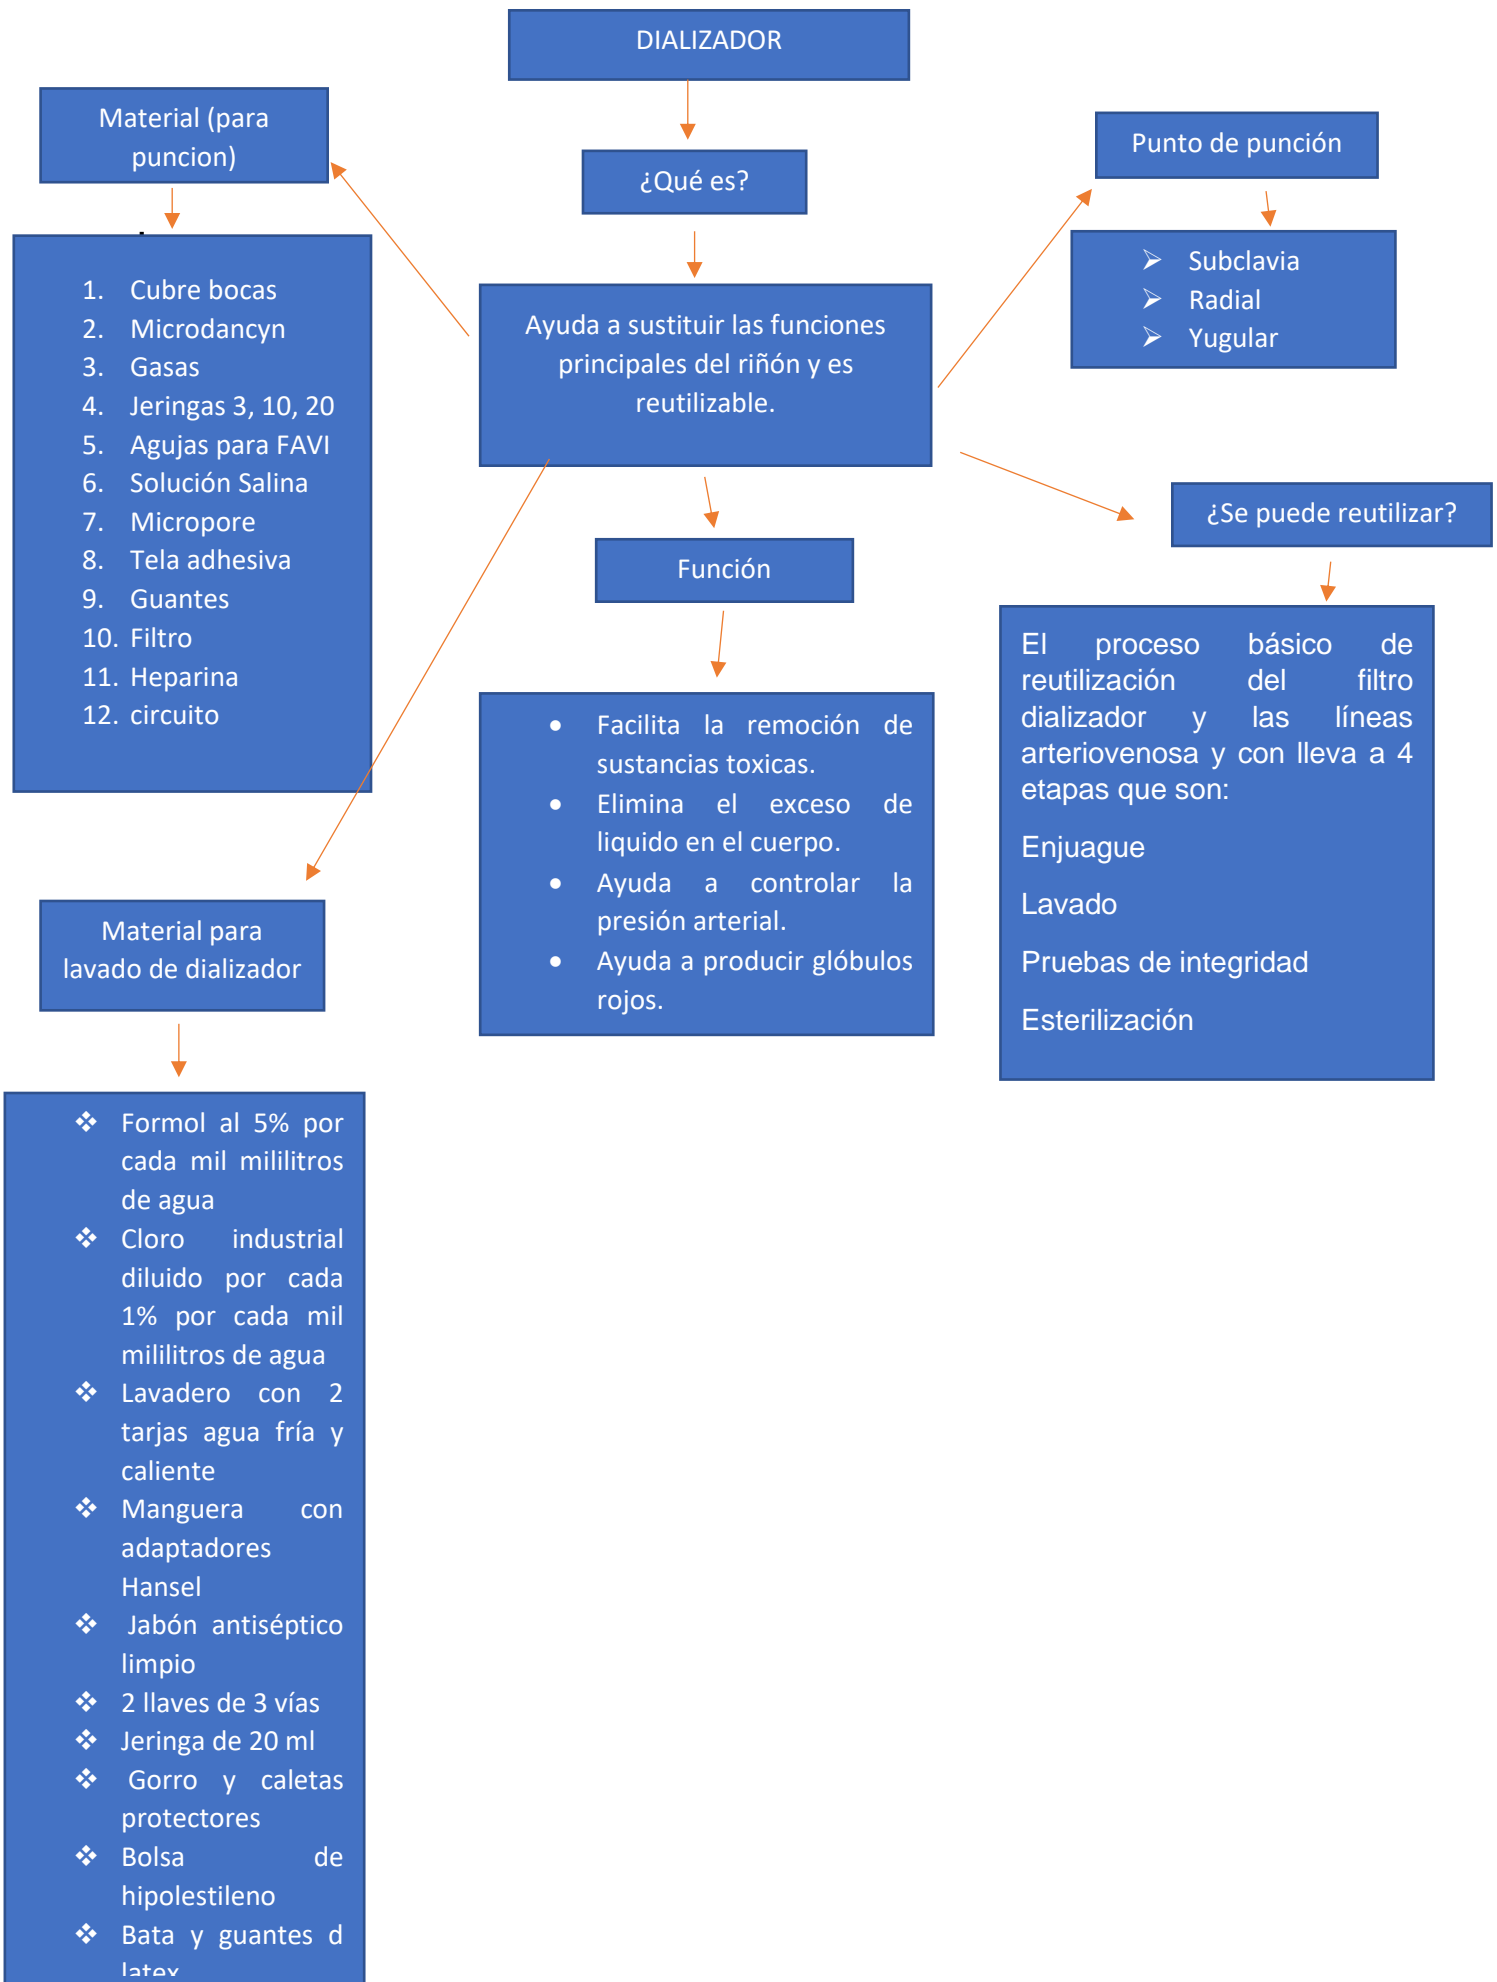 DIALIZADOR
¿Qué es?
Ayuda a sustituir las funciones
principales del riñón y es
reutilizable.
Material (para
puncion)
1. Cubre bocas
2. Microdancyn
3. Gasas
4. Jeringas 3, 10, 20
5. Agujas para FAVI
6. Solución Salina
7. Micropore
8. Tela adhesiva
9. Guantes
10. Filtro
11. Heparina
12. circuito
Punto de punción
➢ Subclavia
➢ Radial
➢ Yugular
¿Se puede reutilizar?
El proceso básico de
reutilización del filtro
dializador y las líneas
arteriovenosa y con lleva a 4
etapas que son:
Enjuague
Lavado
Pruebas de integridad
Esterilización
Función
• Facilita la remoción de
sustancias toxicas.
• Elimina el exceso de
liquido en el cuerpo.
• Ayuda a controlar la
presión arterial.
• Ayuda a producir glóbulos
rojos.
Material para
lavado de dializador
❖ Formol al 5% por
cada mil mililitros
de agua
❖ Cloro industrial
diluido por cada
1% por cada mil
mililitros de agua
❖ Lavadero con 2
tarjas agua fría y
caliente
❖ Manguera con
adaptadores
Hansel
❖ Jabón antiséptico
limpio
❖ 2 llaves de 3 vías
❖ Jeringa de 20 ml
❖ Gorro y caletas
protectores
❖ Bolsa de
hipolestileno
❖ Bata y guantes d
latex